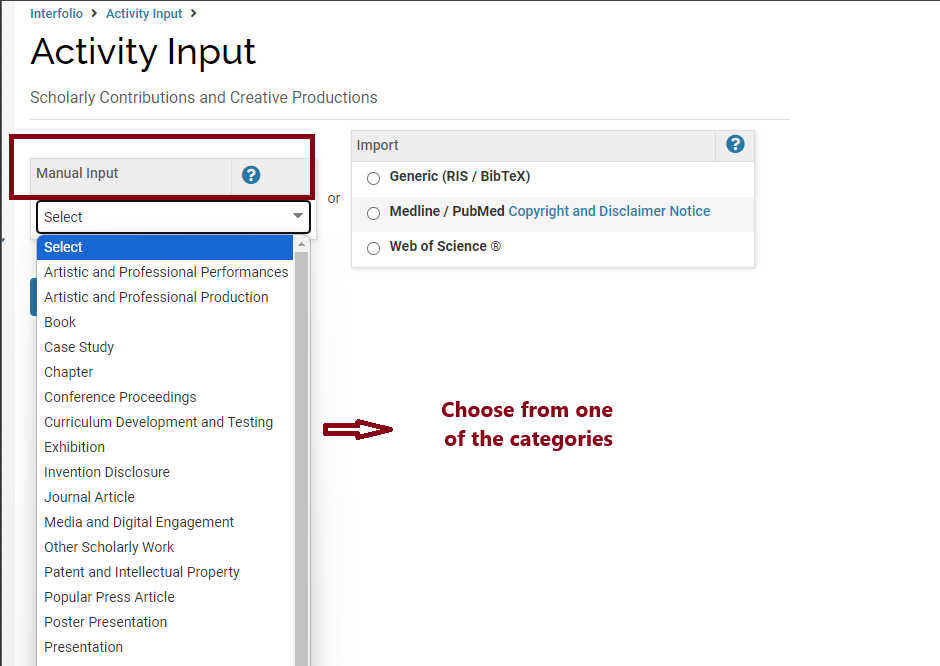 Interfolio > Activity Input >
Activity Input
Scholarly Contributions and Creative Productions
Manual Input ?
Select
Select
Artistic and Professional Performances
Artistic and Professional Production
Book
Case Study
Chapter
Conference Proceedings
Curriculum Development and Testing
Exhibition
Invention Disclosure
Journal Article
Media and Digital Engagement
Other Scholarly Work
Patent and Intellectual Property
Popular Press Article
Poster Presentation
Presentation
or
Import ?
Generic (RIS / BibTeX)
Medline / PubMed Copyright and Disclaimer Notice
Web of Science ®
Choose from one
of the categories